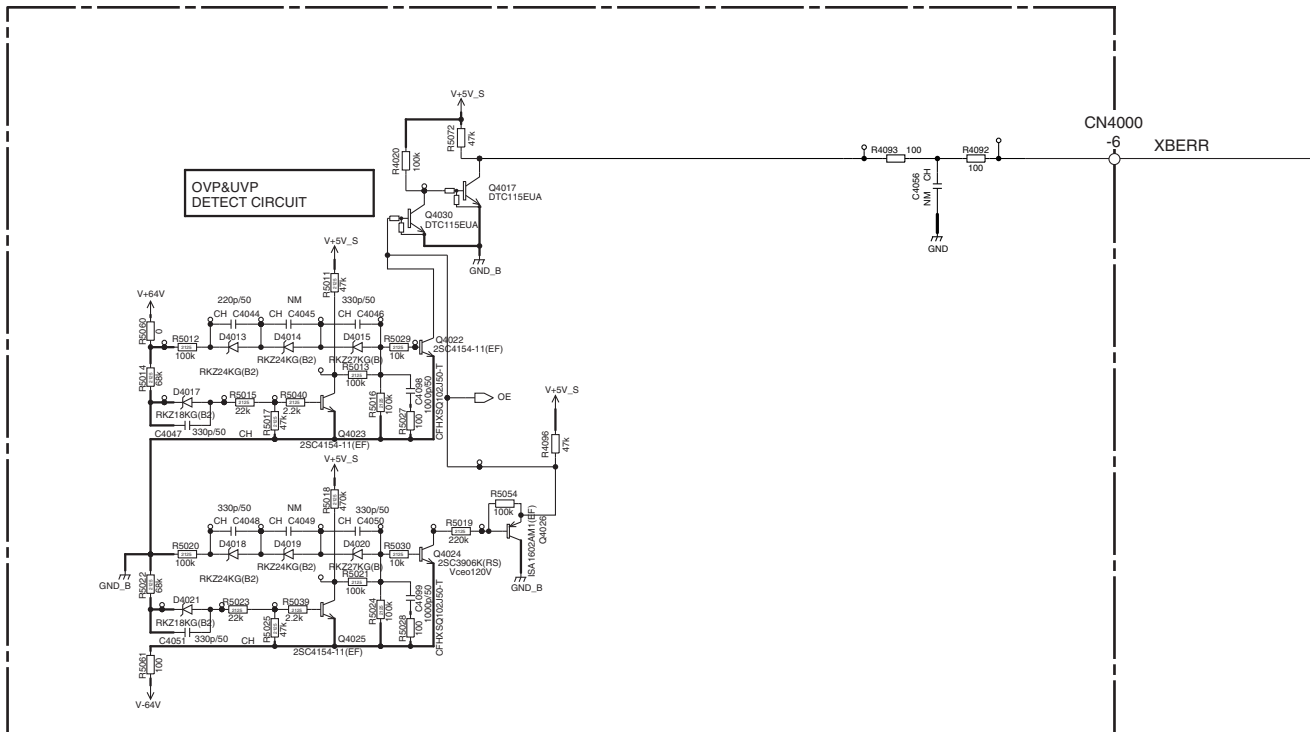 V+5V_S
R4020
100k
R5072
47k
CN4000
-6
XBERR
R4093
100
R4092
100
C4056
NM
CH
GND
OVP&UVP
DETECT CIRCUIT
Q4017
DTC115EUA
Q4030
DTC115EUA
GND_B
V+5V_S
R5011
47k
V+64V
R5060
0
220p/50
NM
330p/50
CH C4044
CH C4045
CH C4046
R5012
100k
D4013
D4014
D4015
R5029
10k
Q4022
2SC4154-11(EF)
RKZ24KG(B2)
RKZ24KG(B2)
RKZ27KG(B)
R5013
100k
R5014
68k
D4017
RKZ18KG(B2)
C4047
330p/50
R5015
22k
R5040
2.2k
R5017
47k
CH
Q4023
2SC4154-11(EF)
R5016
100k
C4098
1000p/50
R5027
100
CFHXSQ102J50-T
OE
V+5V_S
R4096
47k
V+5V_S
R5018
470k
330p/50
NM
330p/50
CH C4048
CH C4049
CH C4050
R5020
100k
D4018
D4019
D4020
R5030
10k
Q4024
2SC3906K(RS)
Vceo120V
R5019
220k
R5054
100k
ISA1602AM1(EF)
Q4026
GND_B
GND_B
RKZ24KG(B2)
RKZ24KG(B2)
RKZ27KG(B)
R5021
100k
R5022
68k
D4021
RKZ18KG(B2)
C4051
330p/50
R5023
22k
R5039
2.2k
R5025
47k
CH
Q4025
2SC4154-11(EF)
R5024
100k
C4099
1000p/50
R5028
100
CFHXSQ102J50-T
R5061
100
V-64V